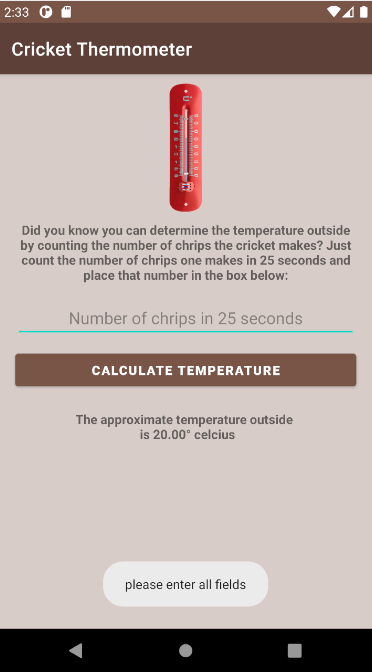 2:33
Cricket Thermometer
Did you know you can determine the temperature outside
by counting the number of chrips the cricket makes? Just
count the number of chrips one makes in 25 seconds and
place that number in the box below:
Number of chrips in 25 seconds
CALCULATE TEMPERATURE
The approximate temperature outside
is 20.00° celcius
please enter all fields